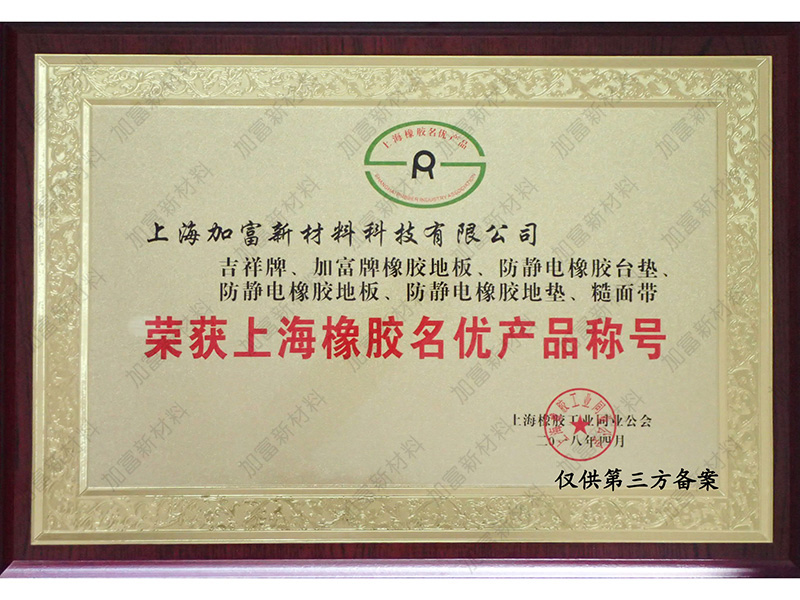 上海橡胶名优产品
R
SHANGHAI RUBBER INDUSTRY ASSOCIATION
上海加富新材料科技有限公司
吉祥牌、加富牌橡胶地板、防静电橡胶台垫、
防静电橡胶地板、防静电橡胶地垫、糙面带
荣获上海橡胶名优产品称号
上海橡胶工业同业公会
二〇一八年四月
仅供第三方备案
加富新材料